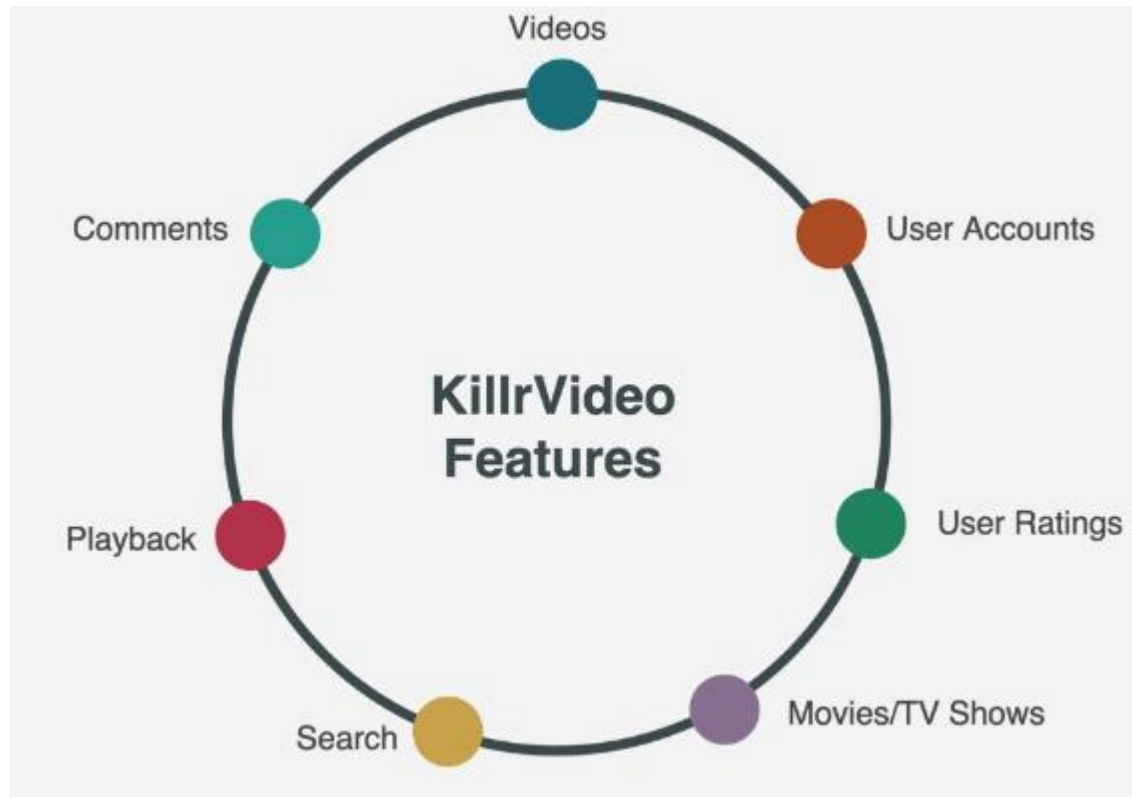 Videos
Comments
User Accounts
KillrVideo
Features
Playback
User Ratings
Search
Movies/TV Shows